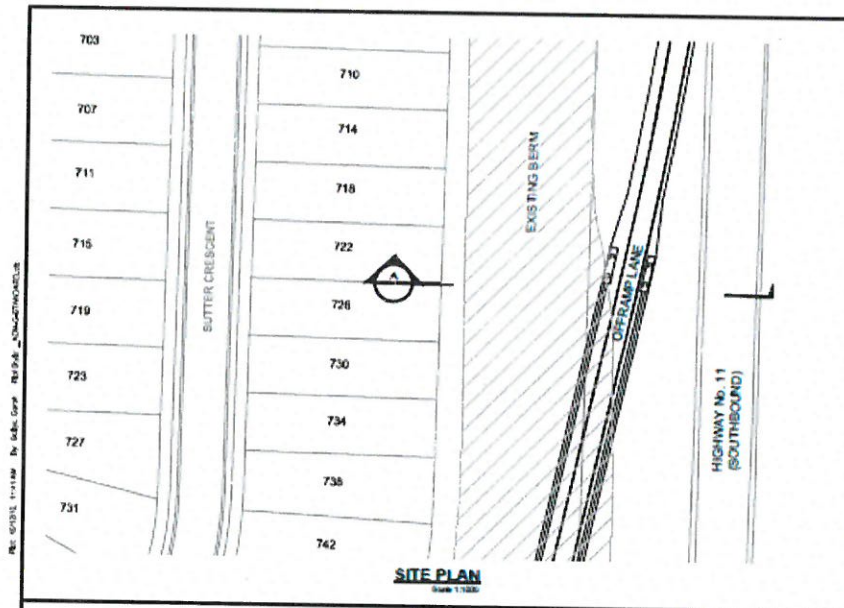 703
707
711
715
719
723
727
731
SUTTER CRESCENT
710
714
718
722
726
730
734
738
742
A
EXISTING BERM
OFFRAMP LANE
HIGHWAY No. 11
(SOUTHBOUND)
SITE PLAN